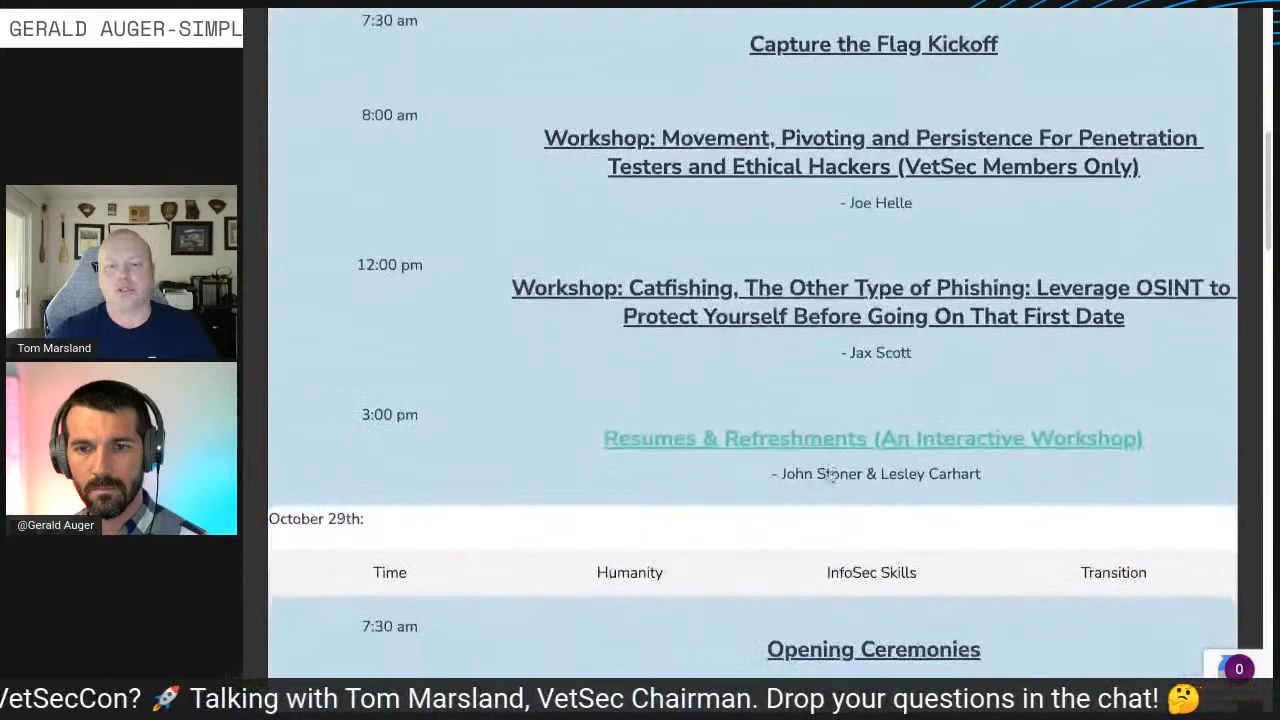 GERALD AUGER-SIMPL
7:30 am
Capture the Flag Kickoff
8:00 am
Workshop: Movement, Pivoting and Persistence For Penetration
Testers and Ethical Hackers (VetSec Members Only)
- Joe Helle
12:00 pm
Workshop: Catfishing, The Other Type of Phishing: Leverage OSINT to
Protect Yourself Before Going On That First Date
- Jax Scott
3:00 pm
Resumes & Refreshments (An Interactive Workshop)
- John Stoner & Lesley Carhart
October 29th:
Time Humanity InfoSec Skills Transition
7:30 am
Opening Ceremonies
0
Tom Marsland
@Gerald Auger
VetSecCon? 🚀 Talking with Tom Marsland, VetSec Chairman. Drop your questions in the chat! 🤔